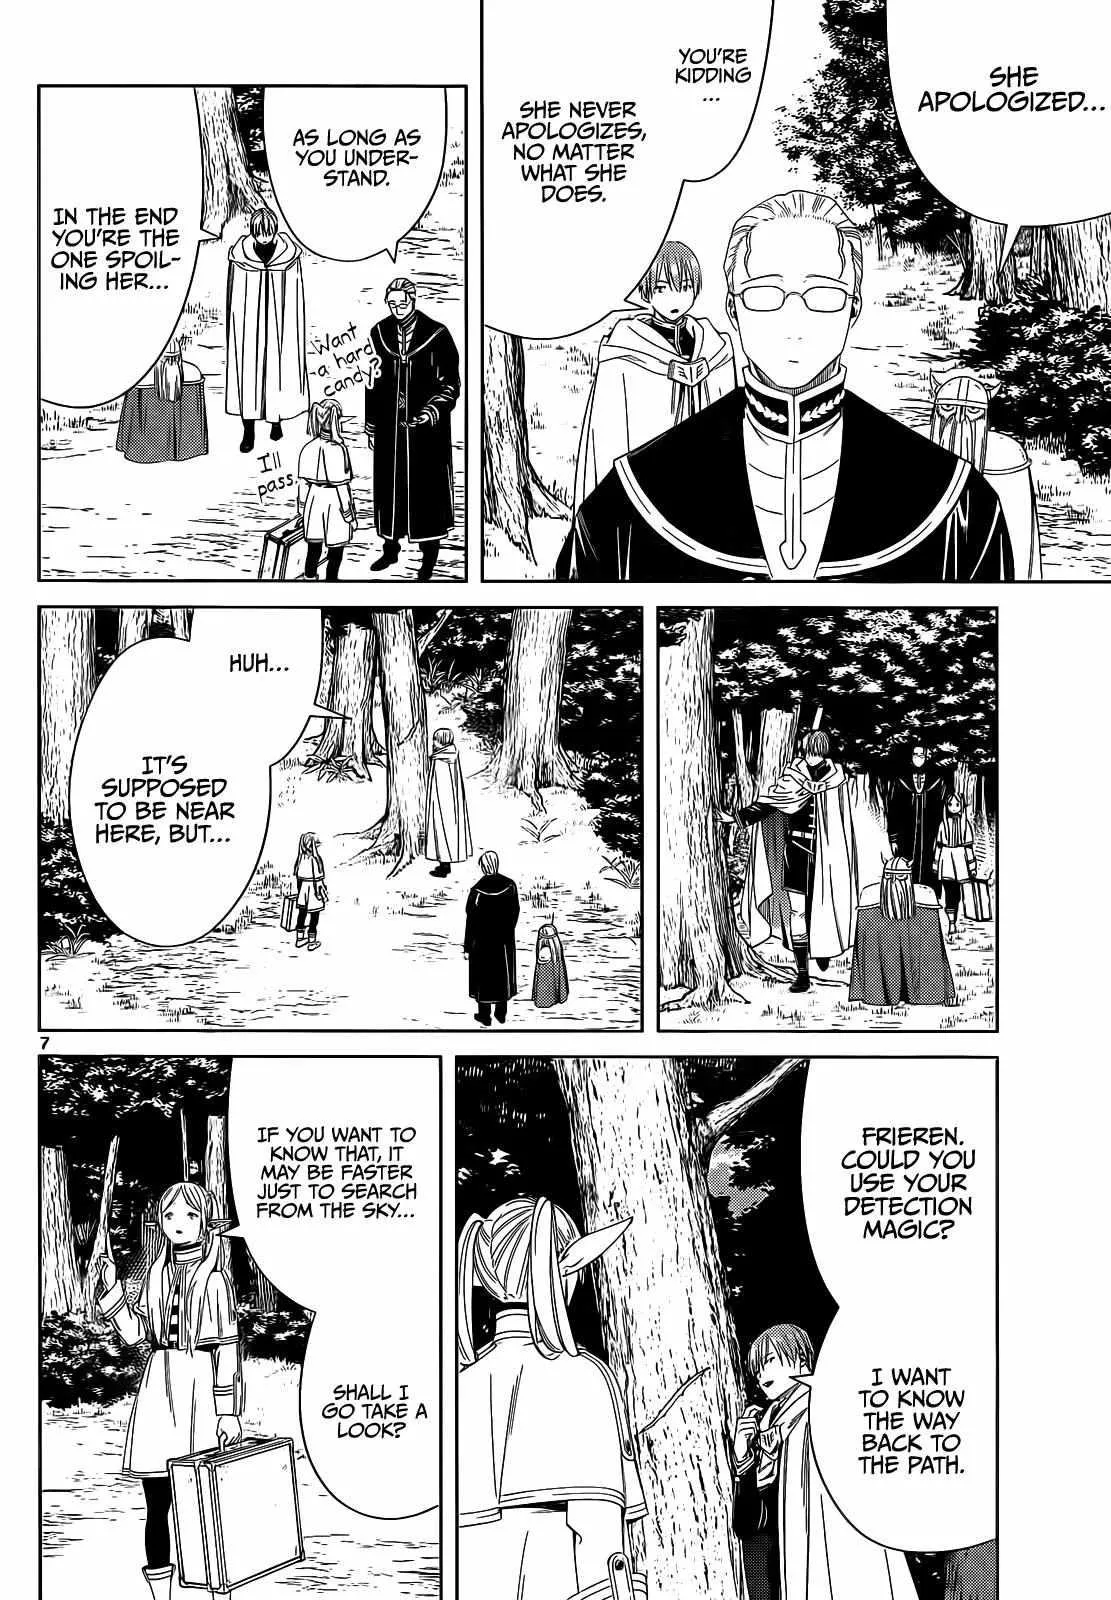 SHE
APOLOGIZED...
YOU'RE
KIDDING
...
SHE NEVER
APOLOGIZES,
NO MATTER
WHAT SHE
DOES.
AS LONG AS
YOU UNDER-
STAND.
Want
a hard
candy?
I'll
pass.
IN THE END
YOU'RE THE
ONE SPOIL-
ING HER...
HUH...
IT'S
SUPPOSED
TO BE NEAR
HERE, BUT...
7
FRIEREN.
COULD YOU
USE YOUR
DETECTION
MAGIC?
I WANT
TO KNOW
THE WAY
BACK TO
THE PATH.
IF YOU WANT TO
KNOW THAT, IT
MAY BE FASTER
JUST TO SEARCH
FROM THE SKY...
SHALL I
GO TAKE A
LOOK?